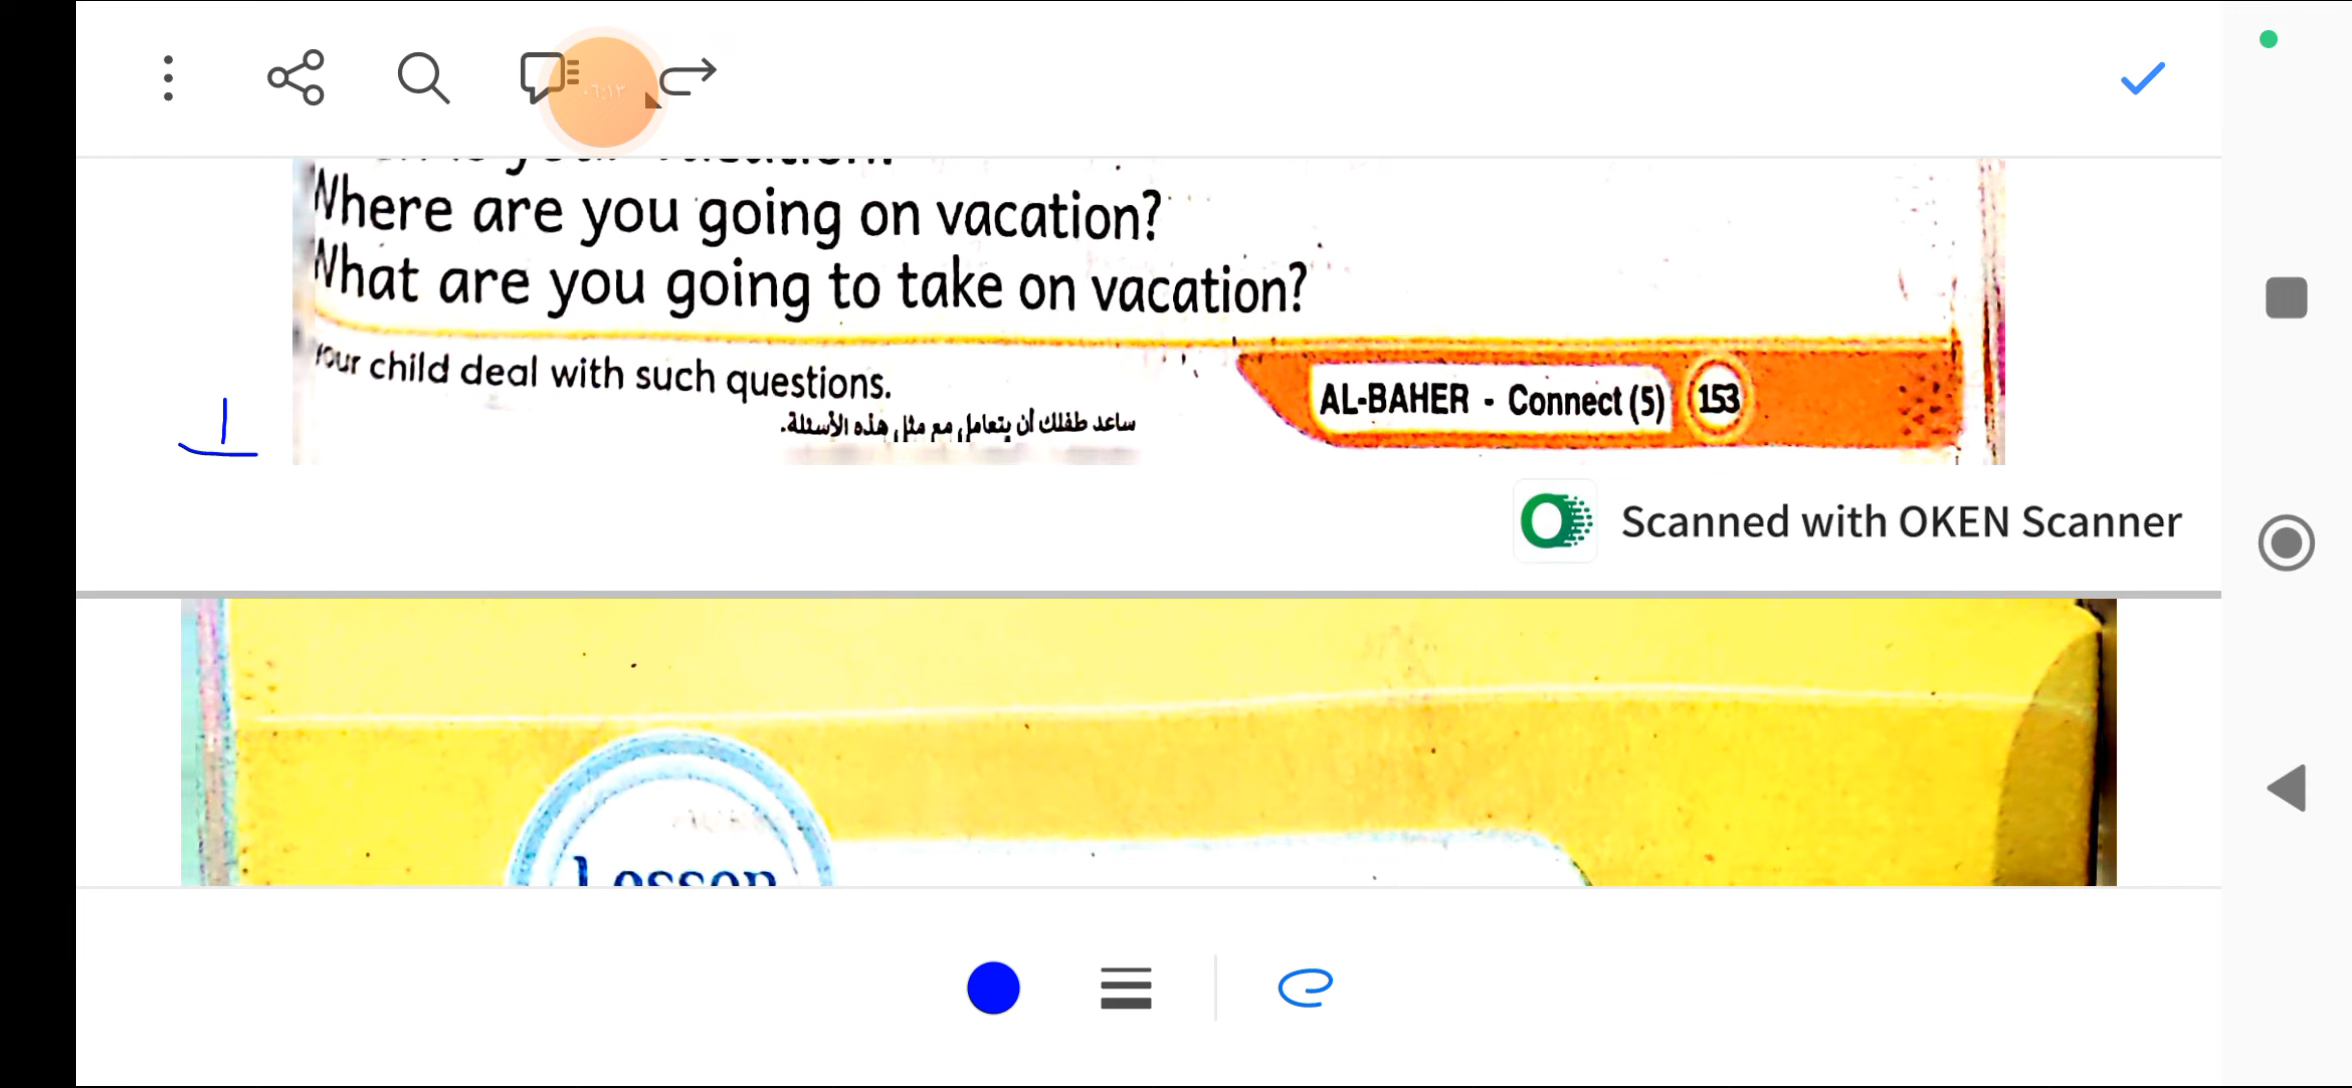 Where are you going on vacation?
What are you going to take on vacation?
your child deal with such questions.
ساعد طفلك أن يتعامل مع مثل هذه الأسئلة.
AL-BAHER - Connect (5) 153
Scanned with OKEN Scanner
Lesson